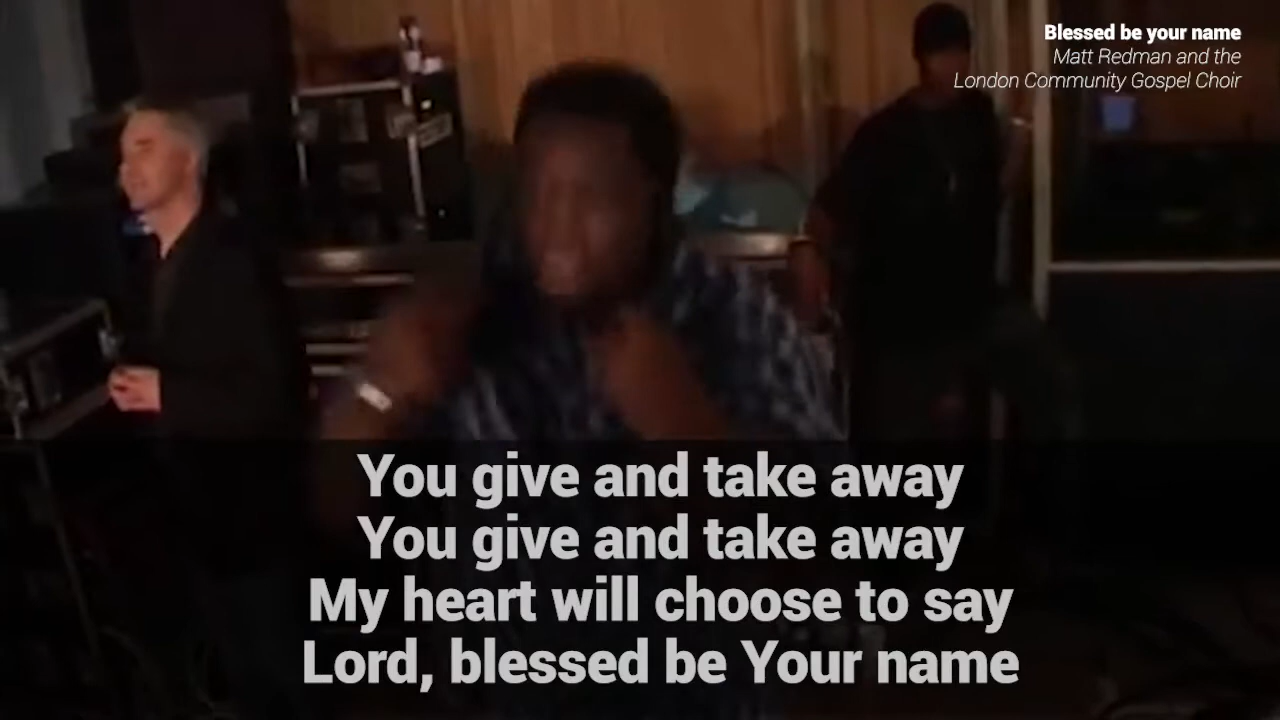 Blessed be your name
Matt Redman and the
London Community Gospel Choir
You give and take away
You give and take away
My heart will choose to say
Lord, blessed be Your name